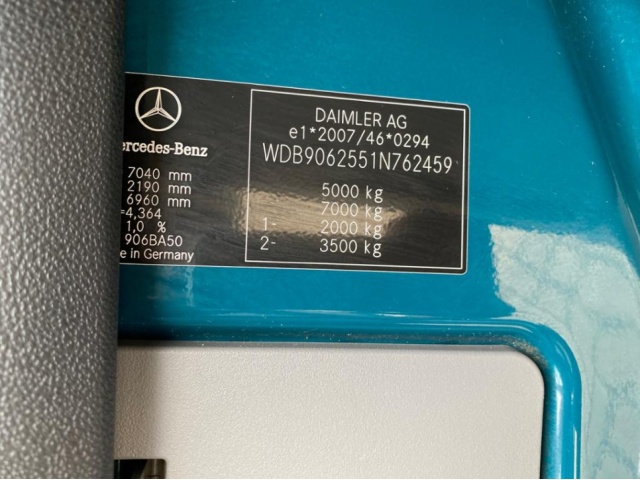 ercedes-Benz
7040 mm
2190 mm
6960 mm
=4,364
1,0 %
906BA50
e in Germany
DAIMLER AG
e1*2007/46*0294
WDB9062551N762459
5000 kg
7000 kg
1- 2000 kg
2- 3500 kg